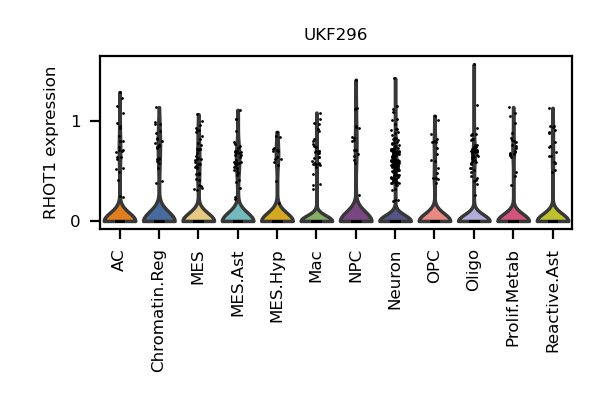 UKF296
RHOT1 expression
1
0
AC
Chromatin.Reg
MES
MES.Ast
MES.Hyp
Mac
NPC
Neuron
OPC
Oligo
Prolif.Metab
Reactive.Ast